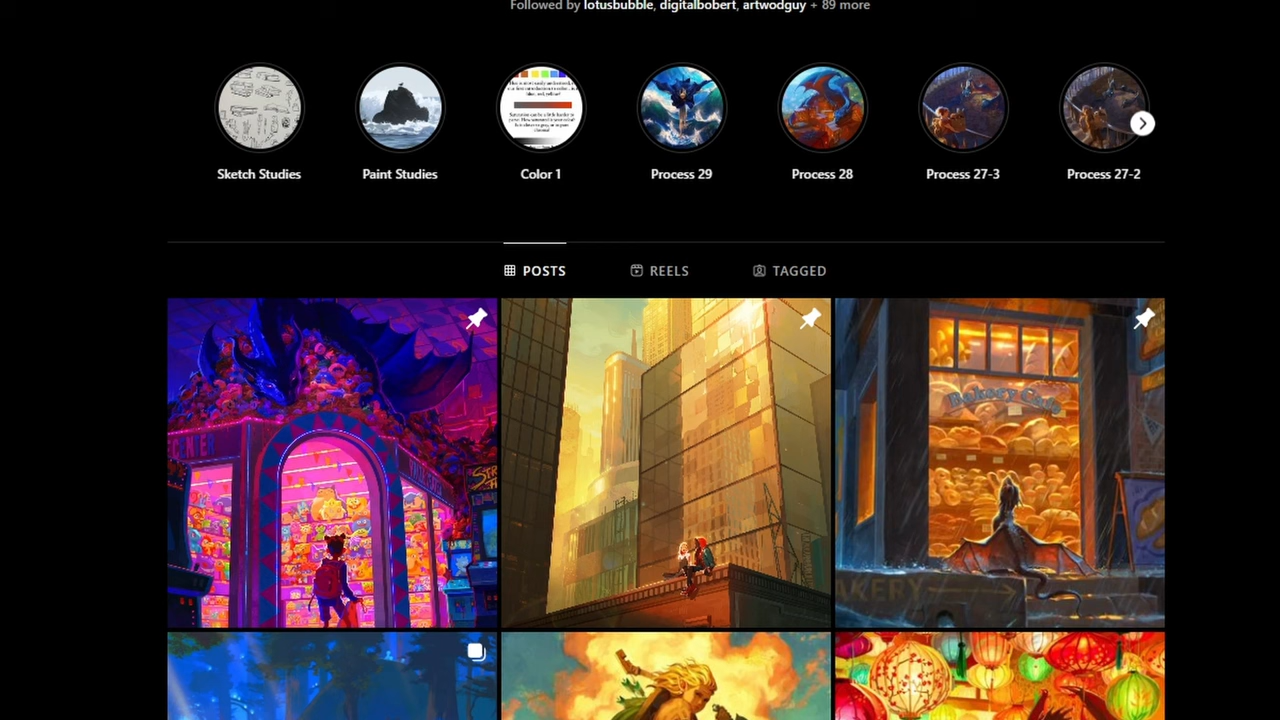 Followed by lotusbubble, digitalbobert, artwodguy + 89 more
Sketch Studies
Paint Studies
Color 1
Process 29
Process 28
Process 27-3
Process 27-2
POSTS
REELS
TAGGED
Bakery Cafe
BAKERY